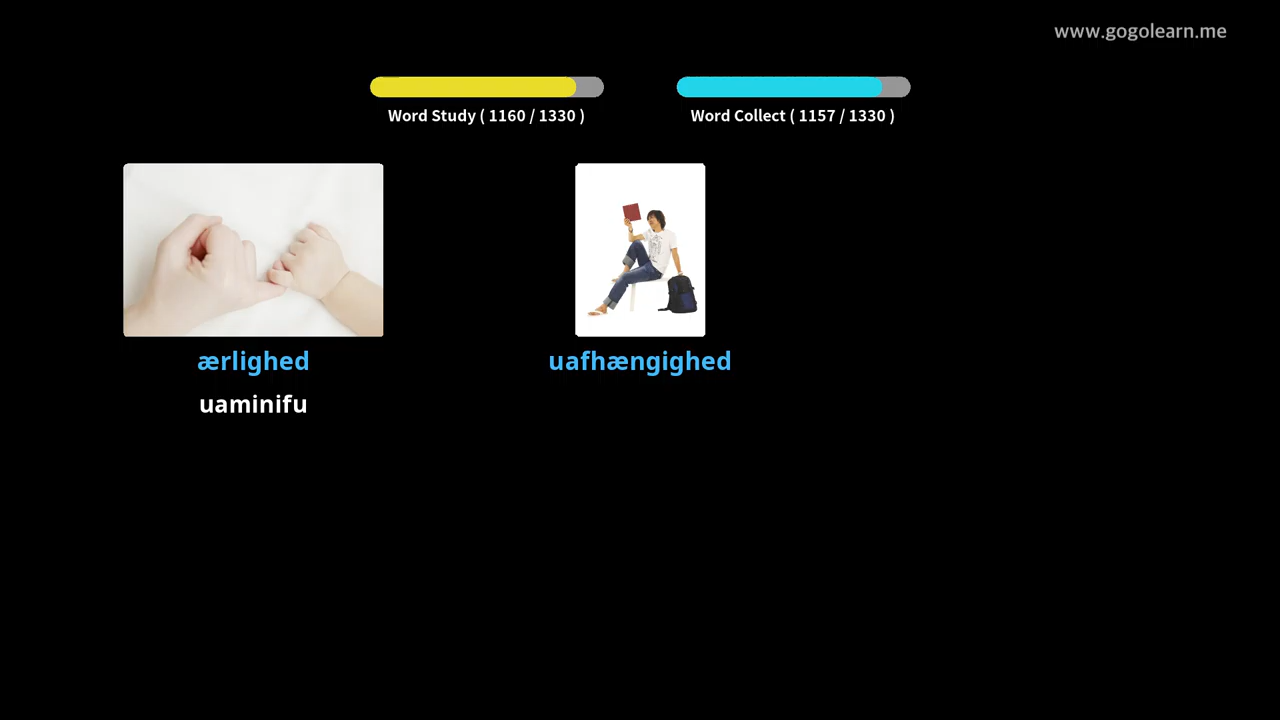 www.gogolearn.me
Word Study ( 1160 / 1330 )
Word Collect ( 1157 / 1330 )
ærlighed
uaminifu
uafhængighed